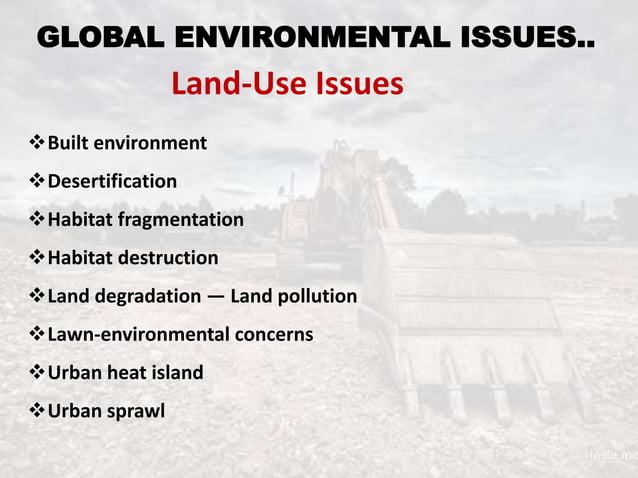 GLOBAL ENVIRONMENTAL ISSUES..
Land-Use Issues
❖Built environment
❖Desertification
❖Habitat fragmentation
❖Habitat destruction
❖Land degradation — Land pollution
❖Lawn-environmental concerns
❖Urban heat island
❖Urban sprawl